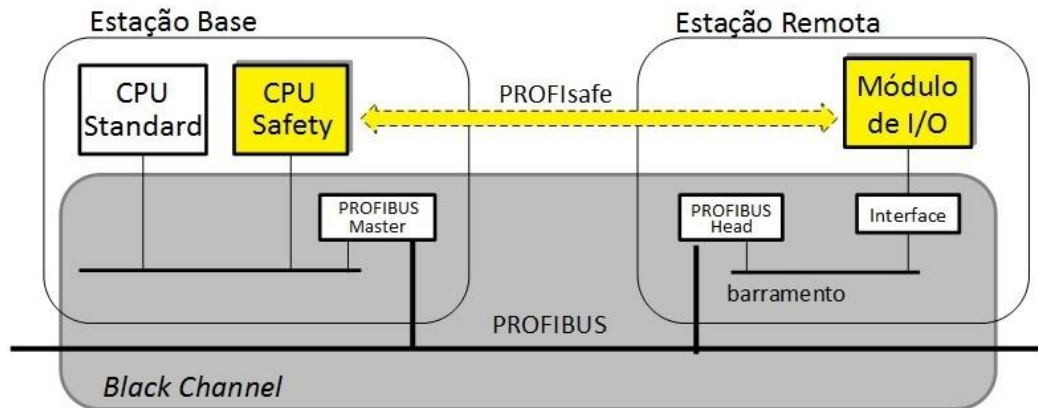 Estação Base
Estação Remota
CPU
Standard
CPU
Safety
PROFIsafe
Módulo
de I/O
PROFIBUS
Master
PROFIBUS
Head
Interface
barramento
PROFIBUS
Black Channel